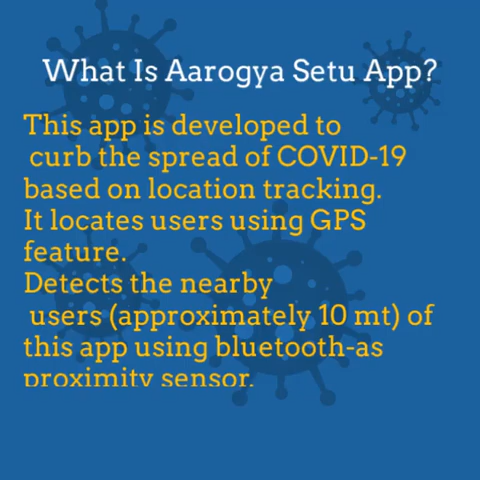 What Is Aarogya Setu App?
This app is developed to
curb the spread of COVID-19
based on location tracking.
It locates users using GPS
feature.
Detects the nearby
users (approximately 10 mt) of
this app using bluetooth-as
proximity sensor.